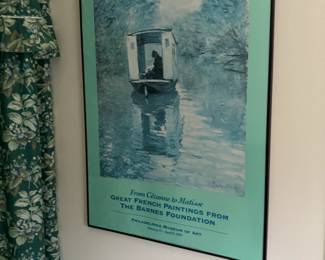 From Cézanne to Matisse
GREAT FRENCH PAINTINGS FROM
THE BARNES FOUNDATION
PHILADELPHIA MUSEUM OF ART